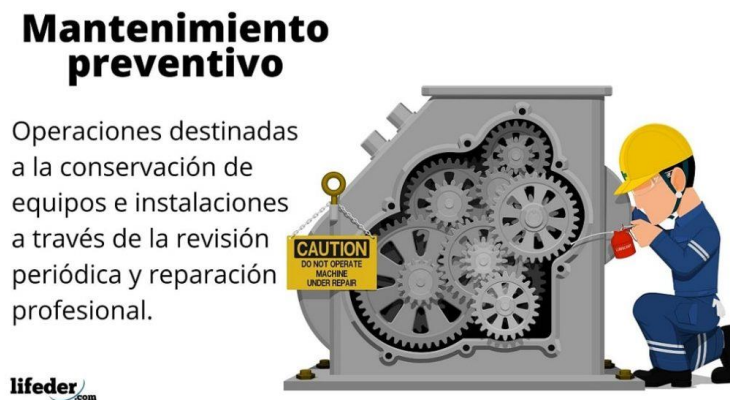 Mantenimiento
preventivo
Operaciones destinadas
a la conservación de
equipos e instalaciones
a través de la revisión
periódica y reparación
profesional.
CAUTION
DO NOT OPERATE
MACHINE
UNDER REPAIR
lifeder
.com